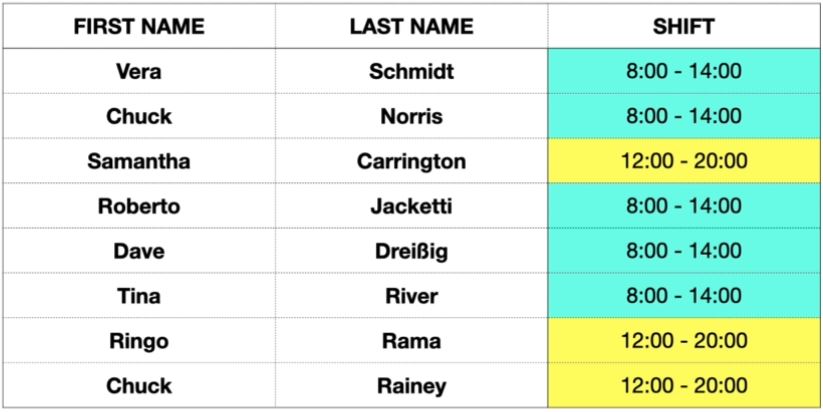 FIRST NAME LAST NAME SHIFT
Vera Schmidt 8:00 - 14:00
Chuck Norris 8:00 - 14:00
Samantha Carrington 12:00 - 20:00
Roberto Jacketti 8:00 - 14:00
Dave Dreißig 8:00 - 14:00
Tina River 8:00 - 14:00
Ringo Rama 12:00 - 20:00
Chuck Rainey 12:00 - 20:00